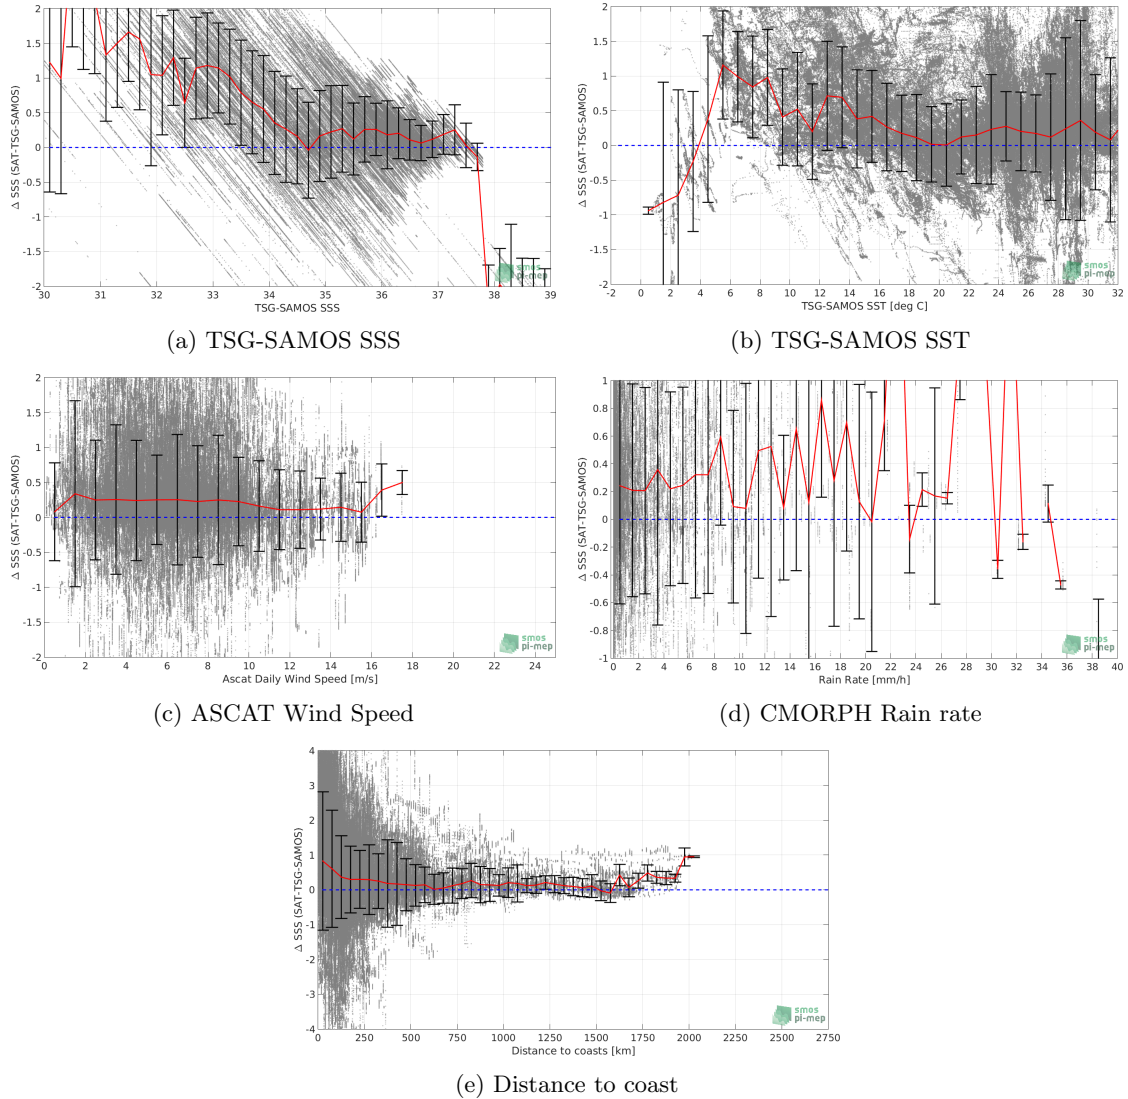 2
1.5
1
0.5
0
-0.5
-1
-1.5
-2
Δ SSS (SAT-TSG-SAMOS)
30 31 32 33 34 35 36 37 38 39
TSG-SAMOS SSS
smos
pi-mep
(a) TSG-SAMOS SSS
2
1.5
1
0.5
0
-0.5
-1
-1.5
-2
Δ SSS (SAT-TSG-SAMOS)
-2 0 2 4 6 8 10 12 14 16 18 20 22 24 26 28 30 32
TSG-SAMOS SST [deg C]
smos
pi-mep
(b) TSG-SAMOS SST
2
1.5
1
0.5
0
-0.5
-1
-1.5
-2
Δ SSS (SAT-TSG-SAMOS)
0 2 4 6 8 10 12 14 16 18 20 22 24
Ascat Daily Wind Speed [m/s]
smos
pi-mep
(c) ASCAT Wind Speed
1
0.8
0.6
0.4
0.2
0
-0.2
-0.4
-0.6
-0.8
-1
Δ SSS (SAT-TSG-SAMOS)
0 2 4 6 8 10 12 14 16 18 20 22 24 26 28 30 32 34 36 38 40
Rain Rate [mm/h]
smos
pi-mep
(d) CMORPH Rain rate
4
3
2
1
0
-1
-2
-3
-4
Δ SSS (SAT-TSG-SAMOS)
0 250 500 750 1000 1250 1500 1750 2000 2250 2500 2750
Distance to coasts [km]
smos
pi-mep
(e) Distance to coast